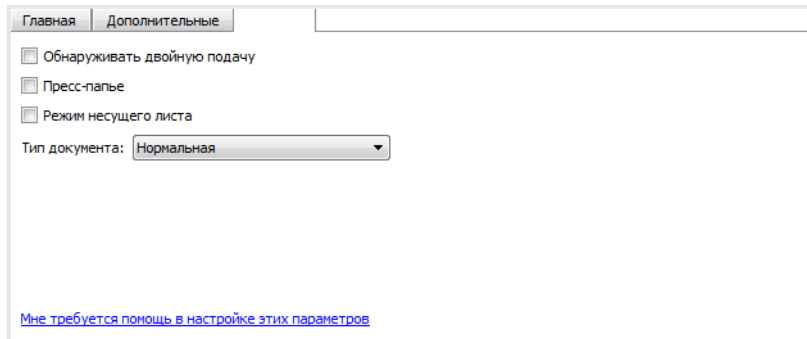 Главная Дополнительные
Обнаруживать двойную подачу
Пресс-папье
Режим несущего листа
Тип документа: Нормальная
Мне требуется помощь в настройке этих параметров